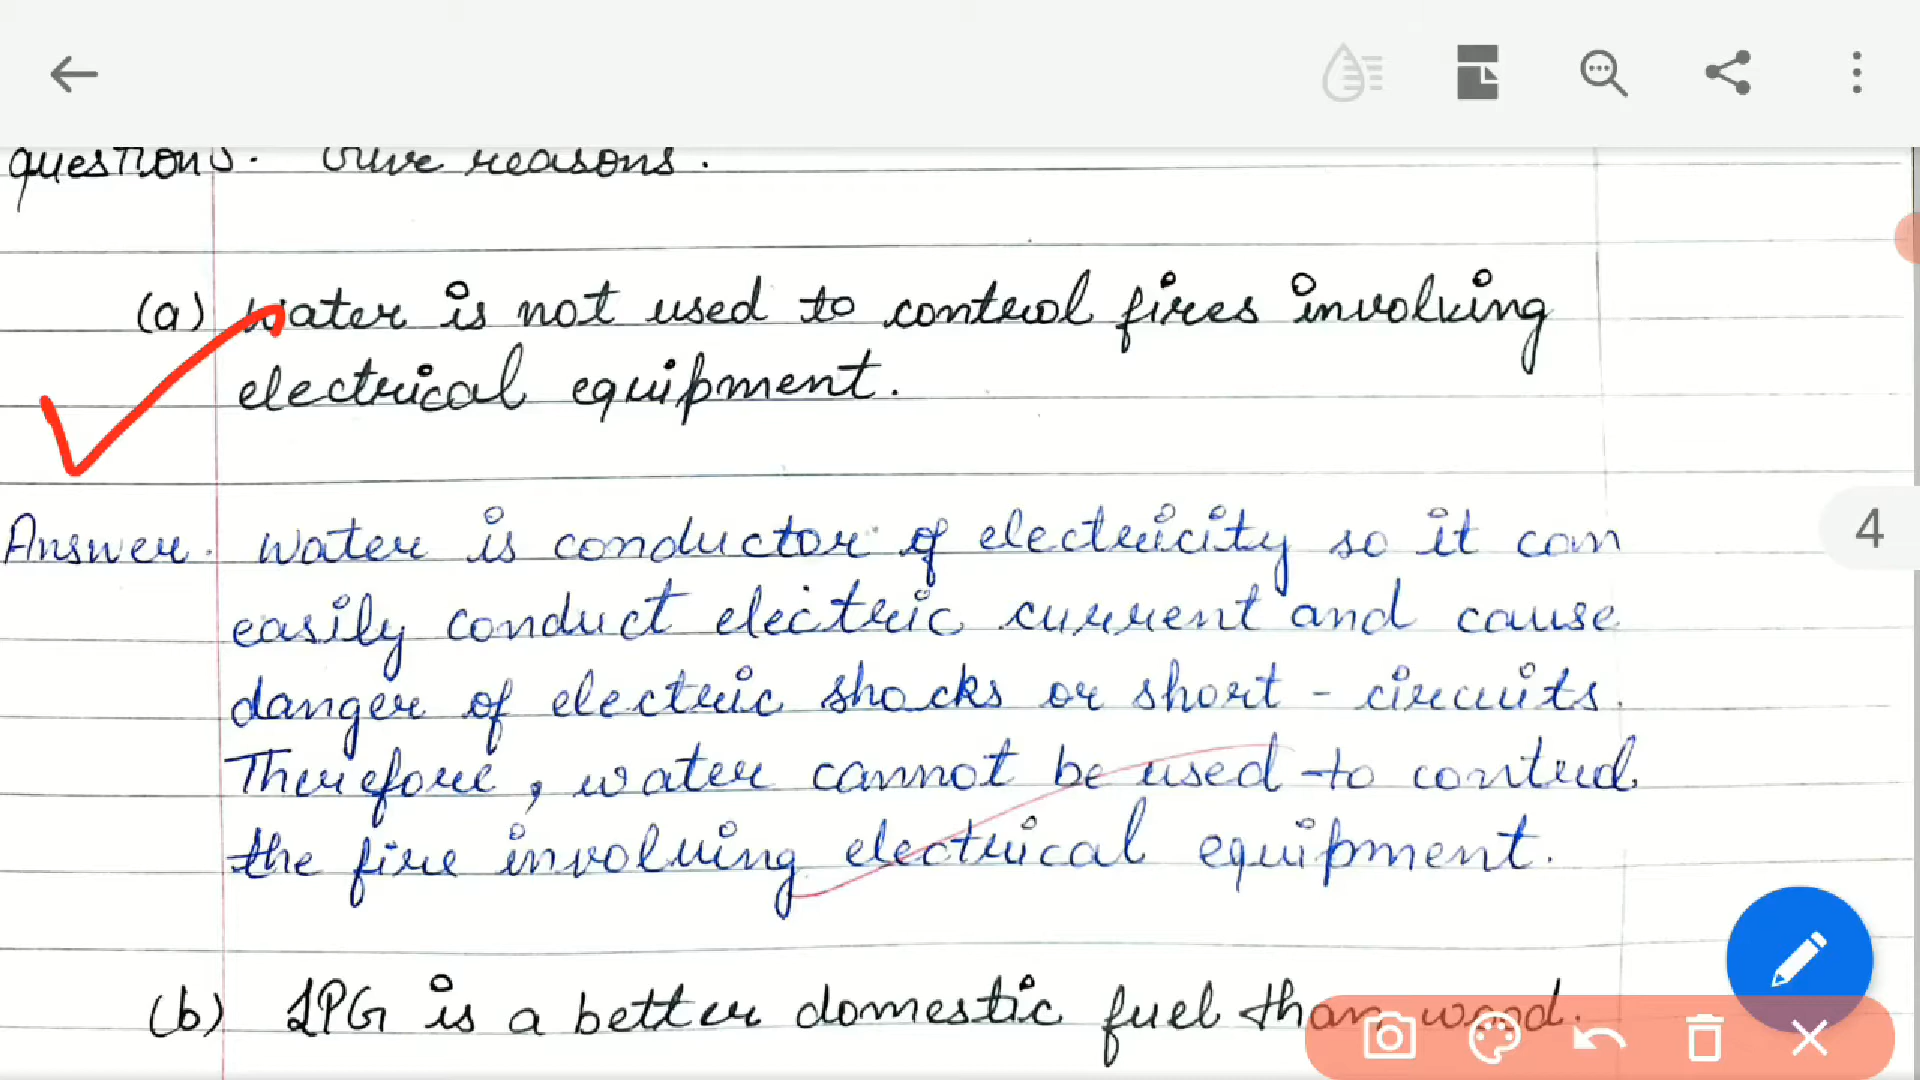 questions. Give reasons.
(a) Water is not used to control fires involving
electrical equipment.
Answer. Water is conductor of electricity so it can
easily conduct electric current and cause
danger of electric shocks or short - circuits.
Therefore, water cannot be used to control
the fire involving electrical equipment.
4
(b) LPG is a better domestic fuel than wood.